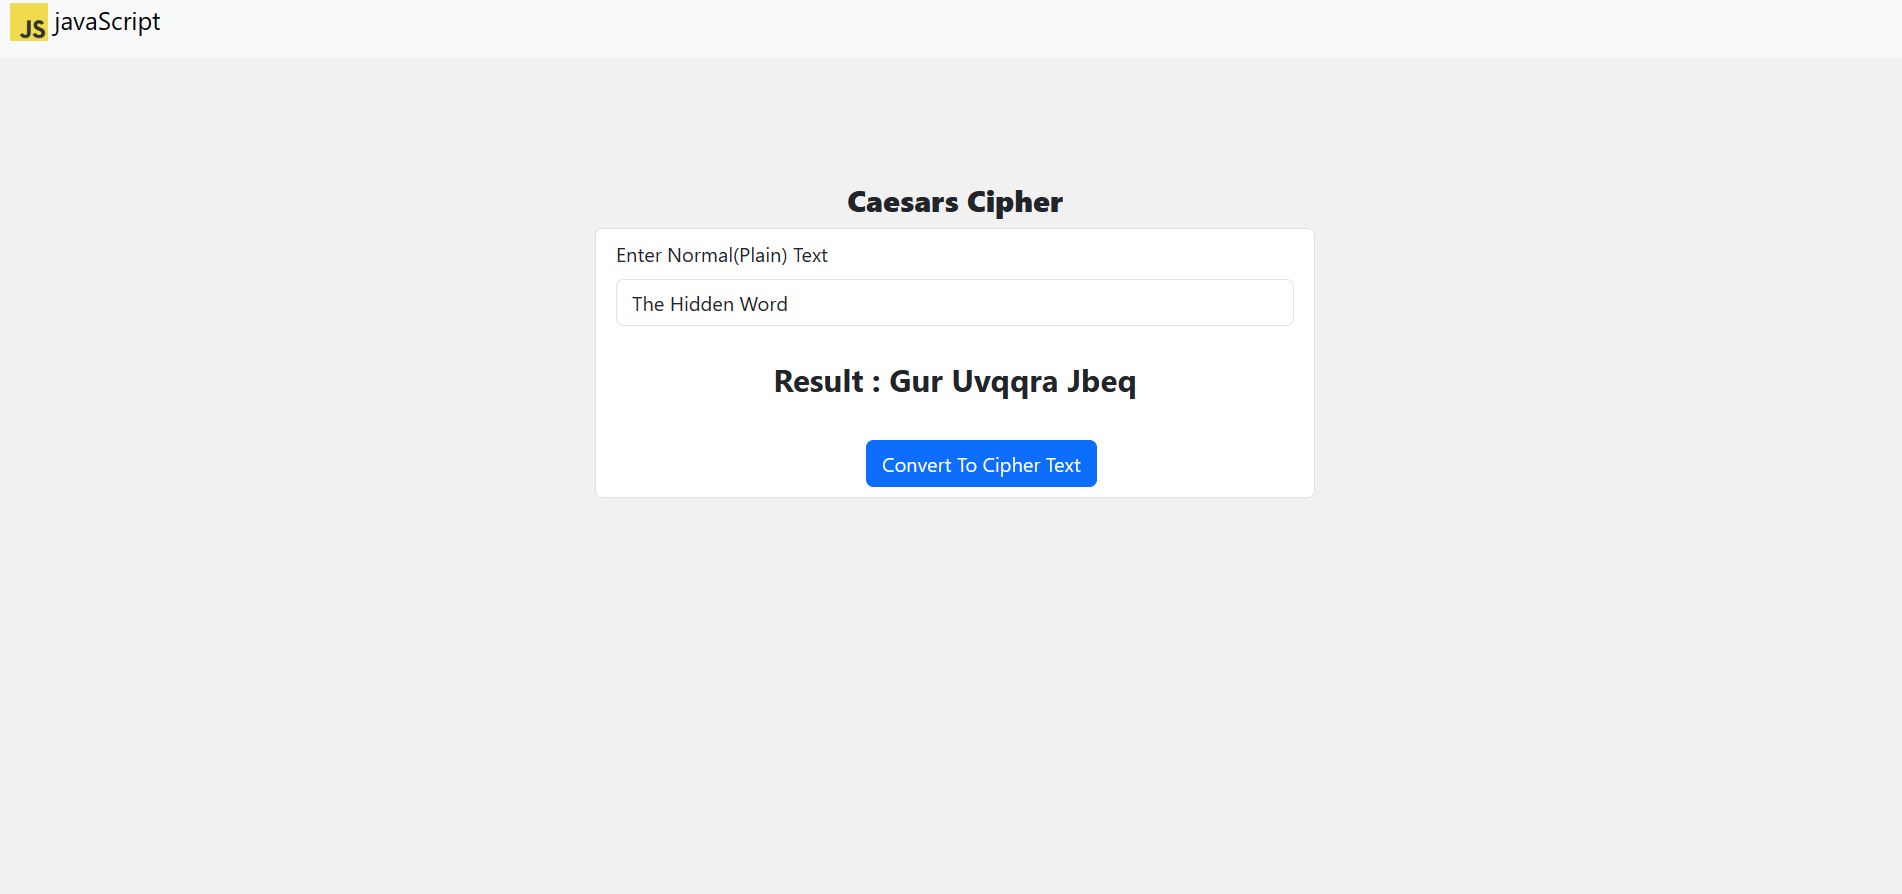 JS javaScript
Caesars Cipher
Enter Normal(Plain) Text
The Hidden Word
Result : Gur Uvqqra Jbeq
Convert To Cipher Text